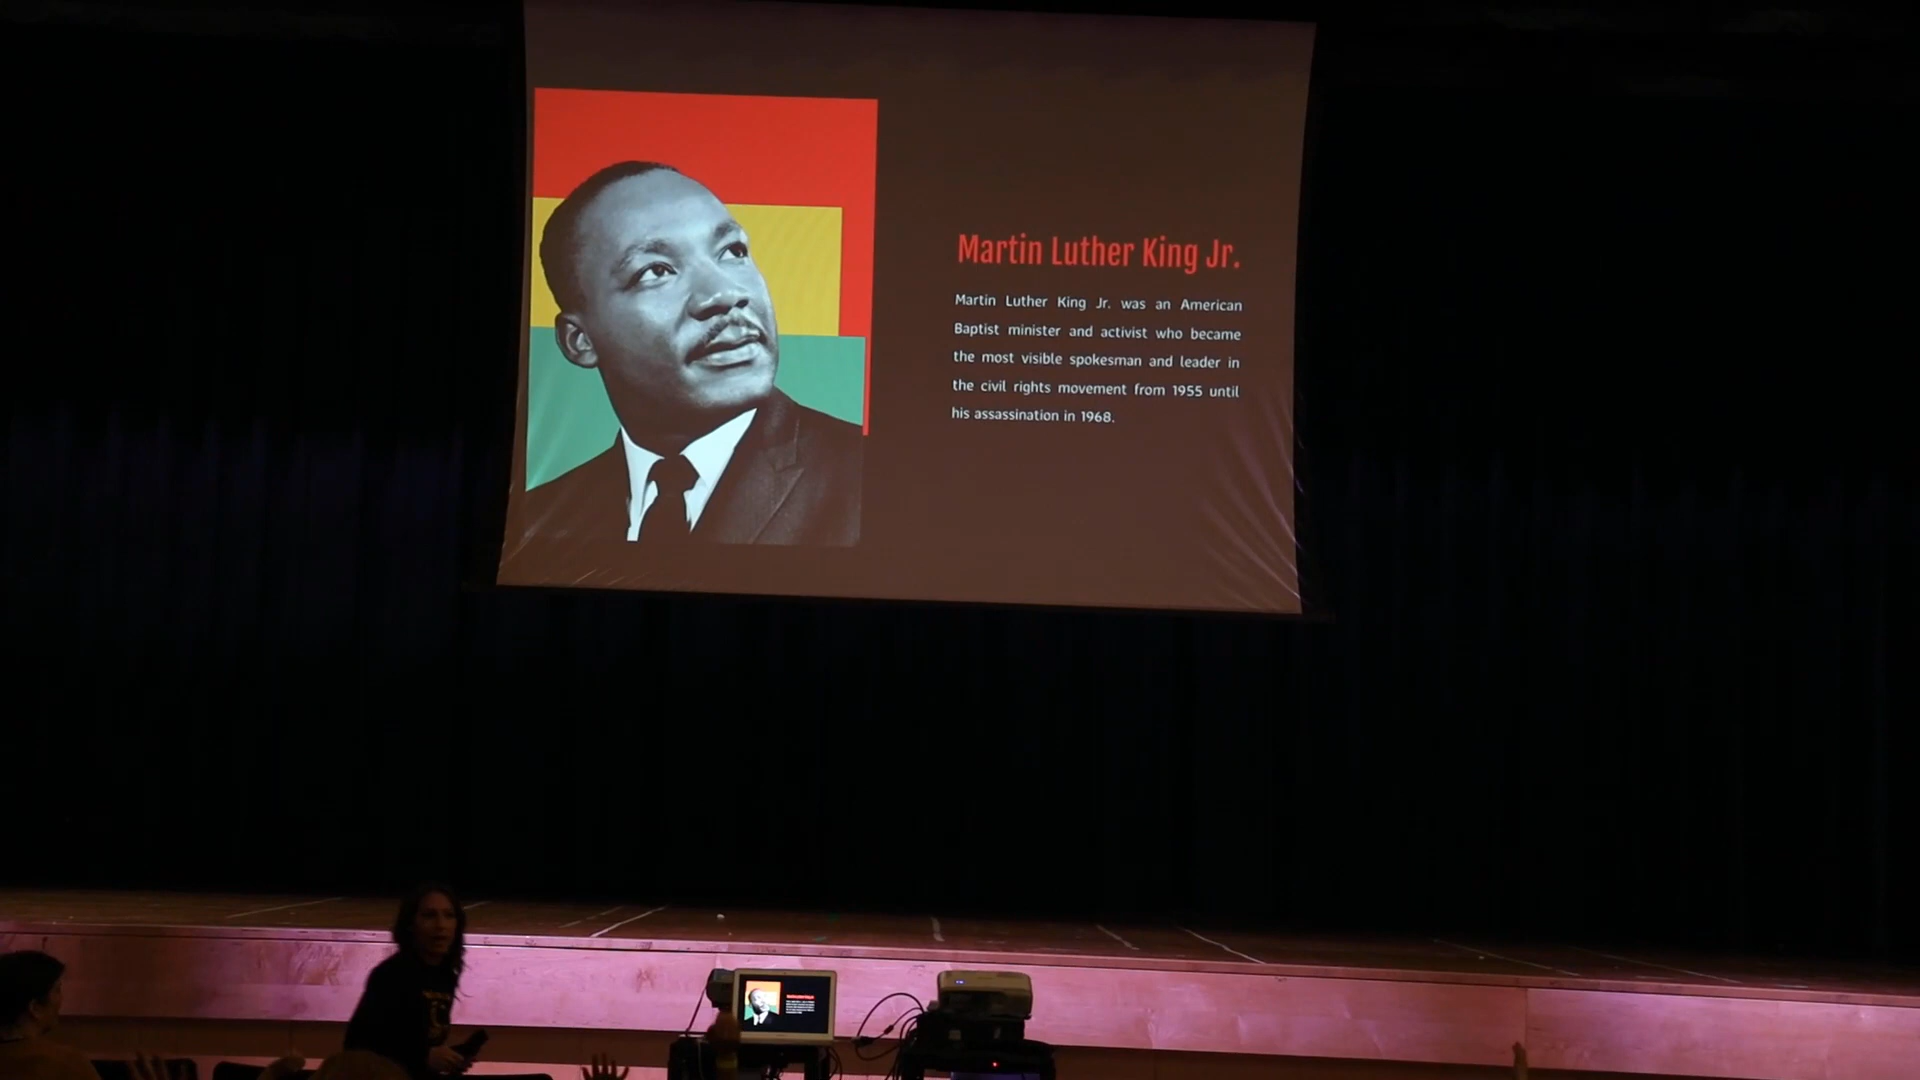 Martin Luther King Jr.
Martin Luther King Jr. was an American
Baptist minister and activist who became
the most visible spokesman and leader in
the civil rights movement from 1955 until
his assassination in 1968.